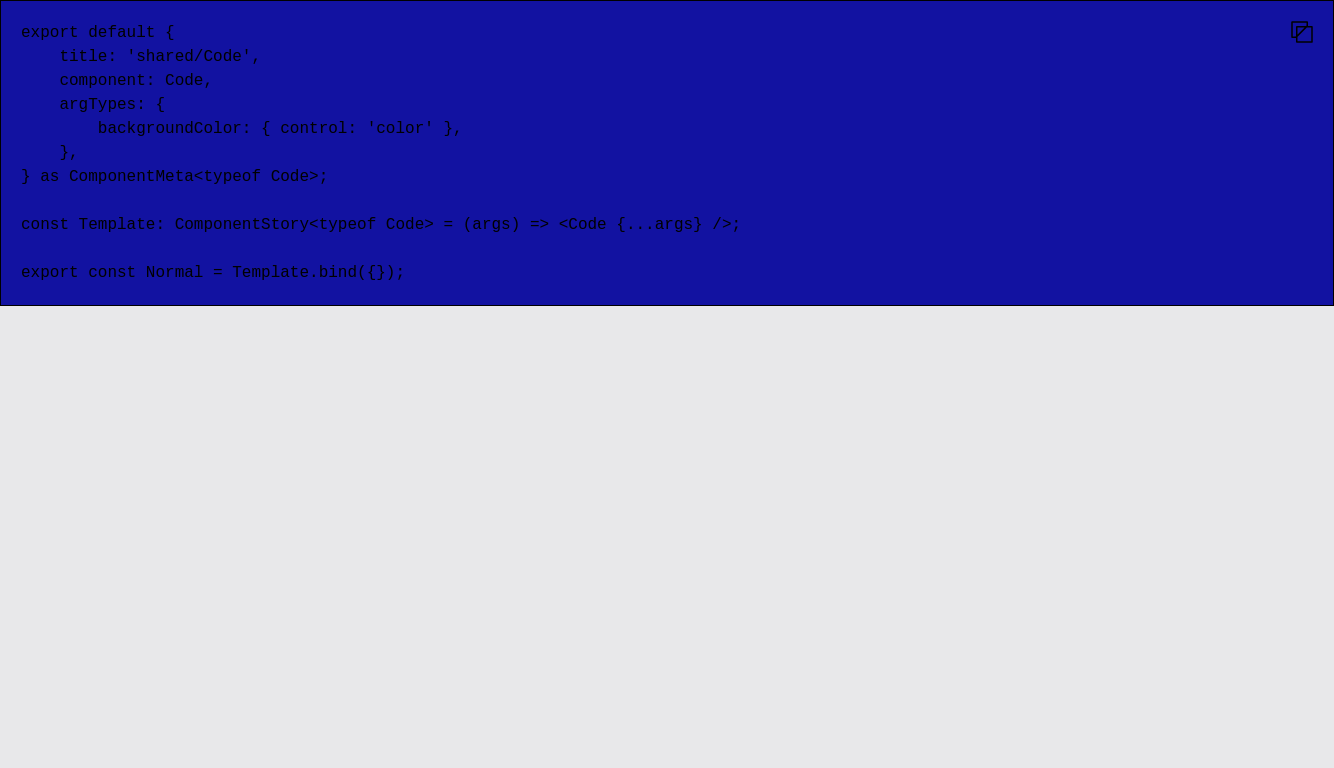 export default {
    title: 'shared/Code',
    component: Code,
    argTypes: {
        backgroundColor: { control: 'color' },
    },
} as ComponentMeta<typeof Code>;

const Template: ComponentStory<typeof Code> = (args) => <Code {...args} />;

export const Normal = Template.bind({});